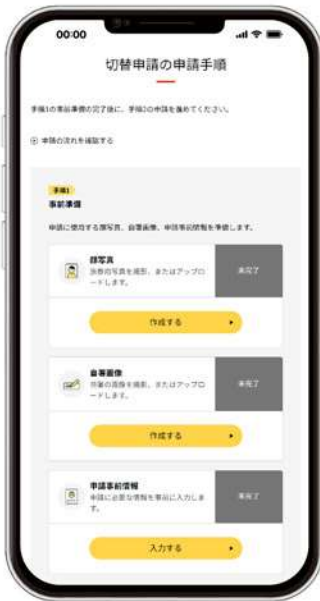 00:00
切替申請の申請手順
手順1の事前準備の完了後に、手順2の申請を進めてください。
申請の流れを確認する
手順1
事前準備
申請に使用する顔写真、自署画像、申請事前情報を準備します。
顔写真
旅券用写真を撮影、またはアップロ
ードします。
未完了
作成する
自署画像
署名の画像を撮影、またはアップロ
ードします。
未完了
作成する
申請事前情報
申請に必要な情報を事前に入力しま
す。
未完了
入力する